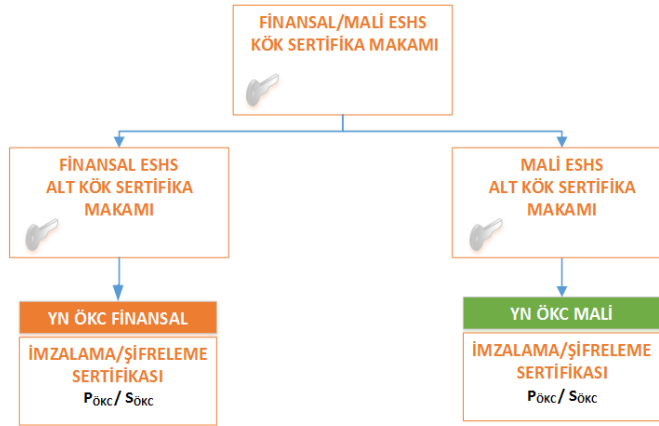 FİNANSAL/MALİ ESHS
KÖK SERTİFİKA MAKAMI
FİNANSAL ESHS
ALT KÖK SERTİFİKA
MAKAMI
MALİ ESHS
ALT KÖK SERTİFİKA
MAKAMI
YN ÖKC FİNANSAL
İMZALAMA/ŞİFRELEME
SERTİFİKASI
PÖKC/ SÖKC
YN ÖKC MALİ
İMZALAMA/ŞİFRELEME
SERTİFİKASI
PÖKC/ SÖKC